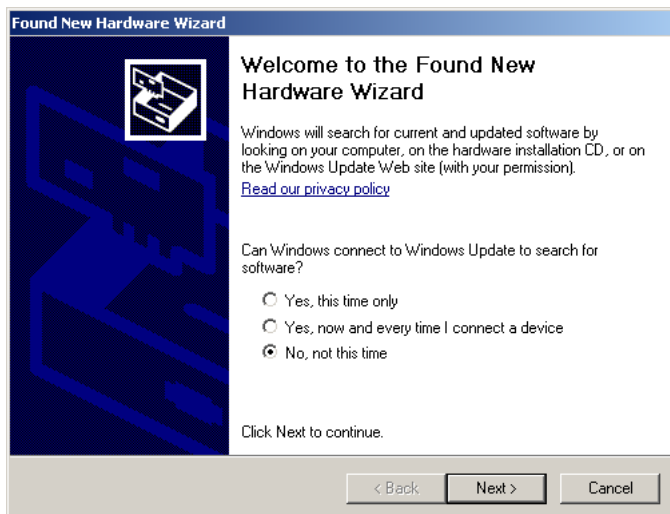 Found New Hardware Wizard
Welcome to the Found New
Hardware Wizard
Windows will search for current and updated software by
looking on your computer, on the hardware installation CD, or on
the Windows Update Web site (with your permission).
Read our privacy policy
Can Windows connect to Windows Update to search for
software?
Yes, this time only
Yes, now and every time I connect a device
No, not this time
Click Next to continue.
< Back
Next >
Cancel